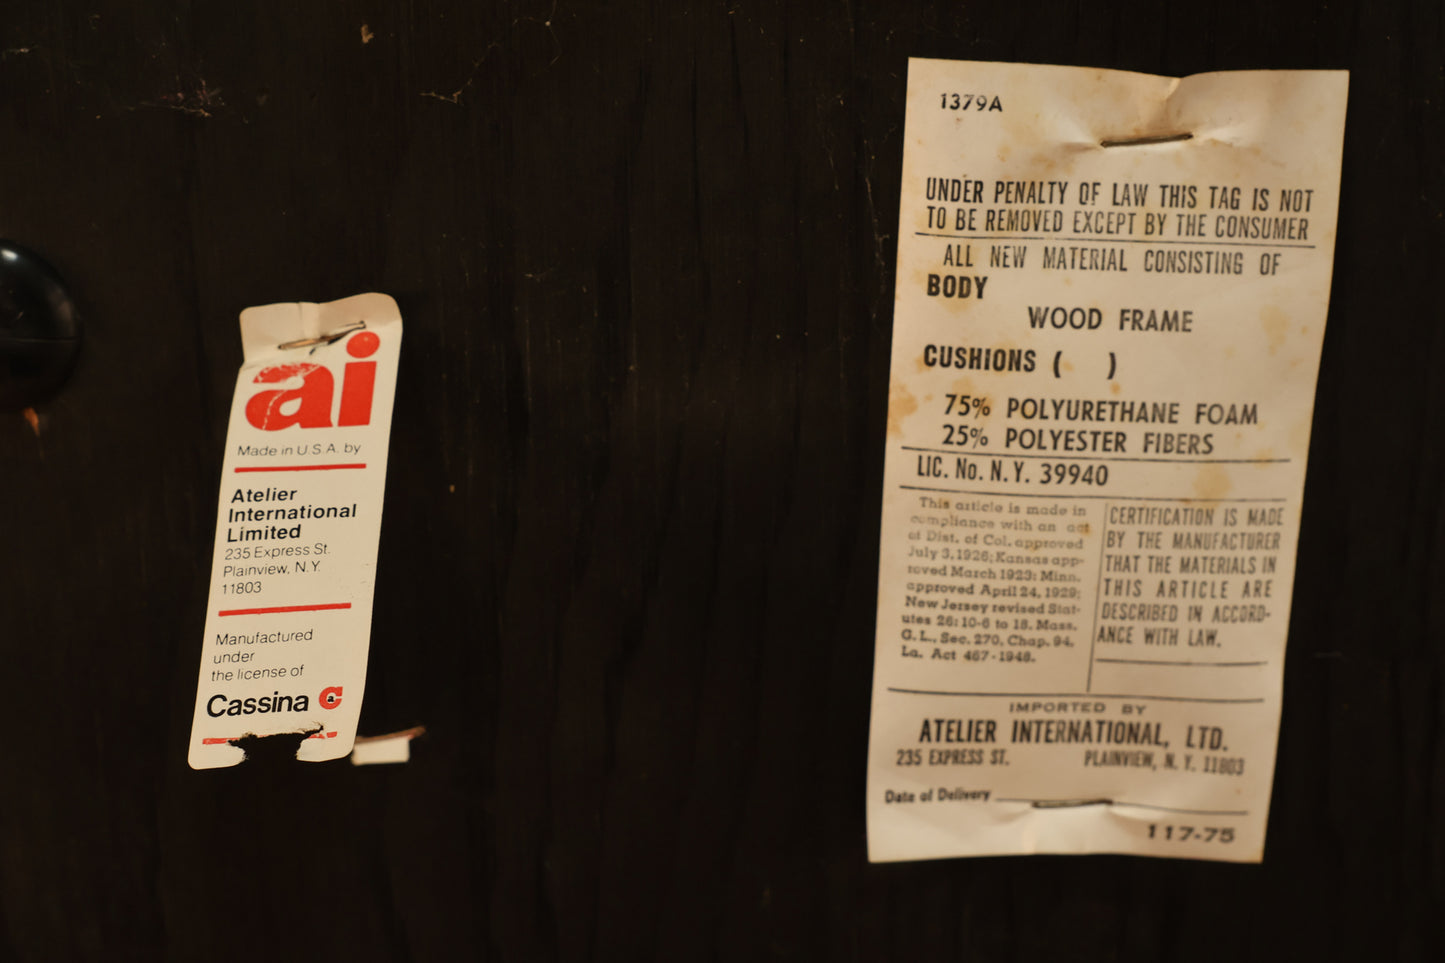 ai
Made in U.S.A. by
Atelier
International
Limited
235 Express St.
Plainview, N.Y.
11803
Manufactured
under
the license of
Cassina
1379A
UNDER PENALTY OF LAW THIS TAG IS NOT
TO BE REMOVED EXCEPT BY THE CONSUMER
ALL NEW MATERIAL CONSISTING OF
BODY
WOOD FRAME
CUSHIONS ( )
75% POLYURETHANE FOAM
25% POLYESTER FIBERS
LIC. No. N.Y. 39940
This article is made in
compliance with an act
of Dist. of Col. approved
July 3, 1926; Kansas app-
roved March 1923; Minn.
approved April 24, 1929;
New Jersey revised Stat-
utes 26:10-6 to 18. Mass.
G. L., Sec. 270, Chap. 94.
La. Act 467-1948.
CERTIFICATION IS MADE
BY THE MANUFACTURER
THAT THE MATERIALS IN
THIS ARTICLE ARE
DESCRIBED IN ACCORD-
ANCE WITH LAW.
IMPORTED BY
ATELIER INTERNATIONAL, LTD.
235 EXPRESS ST. PLAINVIEW, N. Y. 11803
Date of Delivery
117-75